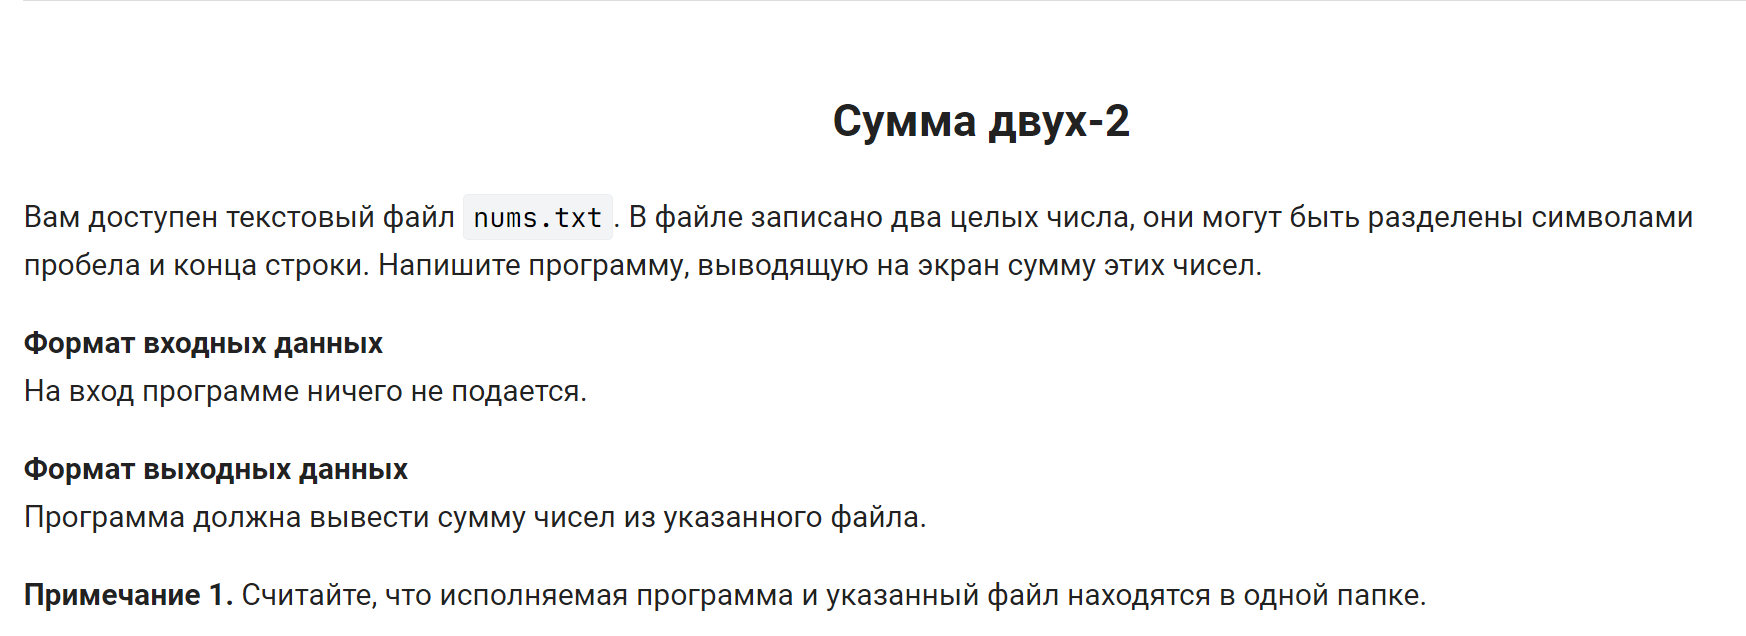 Сумма двух-2
Вам доступен текстовый файл nums.txt. В файле записано два целых числа, они могут быть разделены символами
пробела и конца строки. Напишите программу, выводящую на экран сумму этих чисел.
Формат входных данных
На вход программе ничего не подается.
Формат выходных данных
Программа должна вывести сумму чисел из указанного файла.
Примечание 1. Считайте, что исполняемая программа и указанный файл находятся в одной папке.